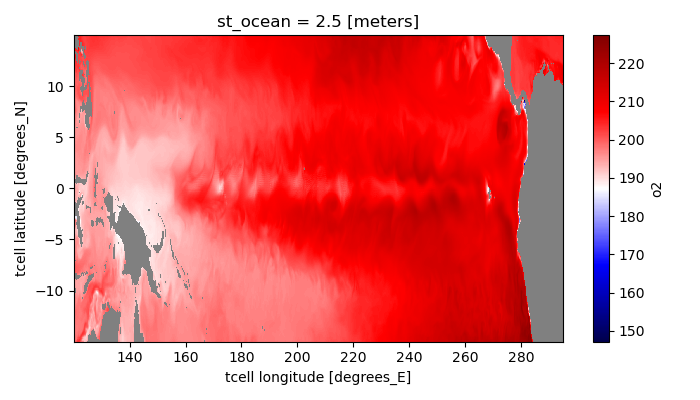 st_ocean = 2.5 [meters]
10
5
0
−5
−10
tcell latitude [degrees_N]
140 160 180 200 220 240 260 280
tcell longitude [degrees_E]
220
210
200
190
180
170
160
150
o2